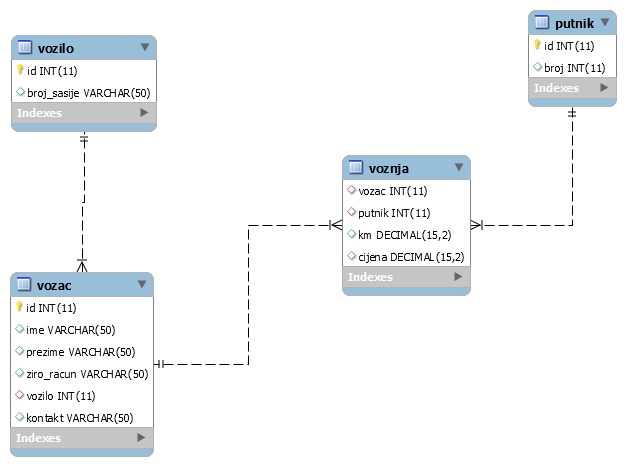 vozilo
id INT(11)
broj_sasije VARCHAR(50)
Indexes
putnik
id INT(11)
broj INT(11)
Indexes
voznja
vozac INT(11)
putnik INT(11)
km DECIMAL(15,2)
cijena DECIMAL(15,2)
Indexes
vozac
id INT(11)
ime VARCHAR(50)
prezime VARCHAR(50)
ziro_racun VARCHAR(50)
vozilo INT(11)
kontakt VARCHAR(50)
Indexes